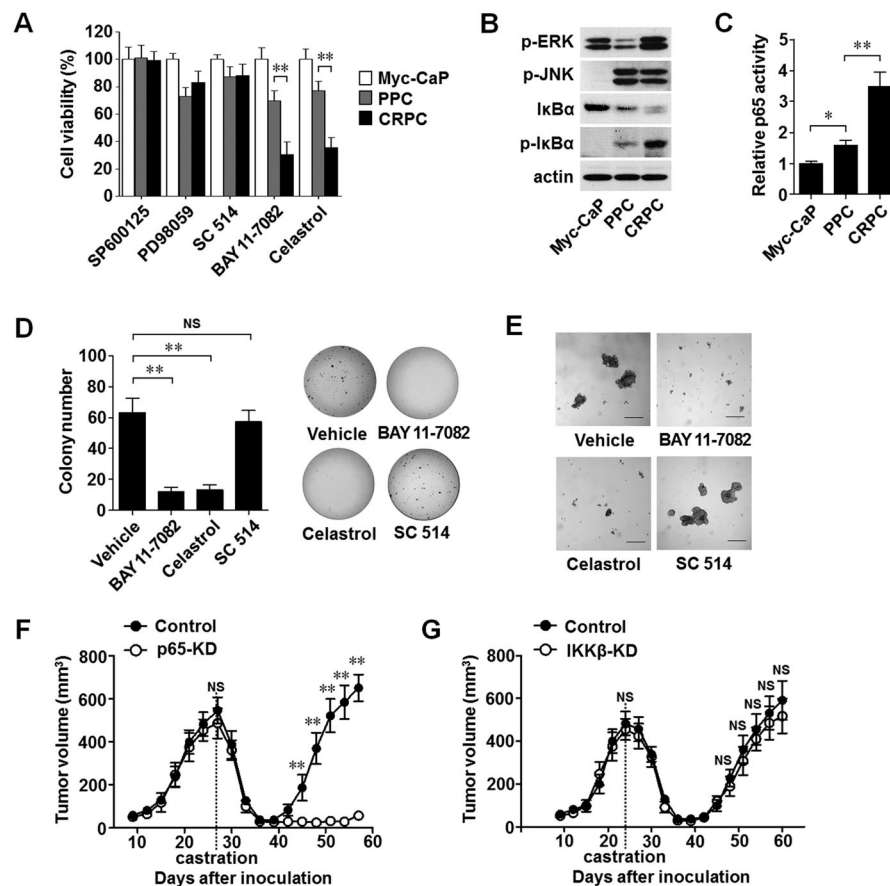 A
Cell viability (%)
120
100
80
60
40
20
0
** **
Myc-CaP
PPC
CRPC
SP600125
PD98059
SC 514
BAY 11-7082
Celastrol
B
p-ERK
p-JNK
IκBα
p-IκBα
actin
Myc-CaP
PPC
CRPC
C
Relative p65 activity
5
4
3
2
1
0
*
**
Myc-CaP
PPC
CRPC
D
Colony number
100
80
60
40
20
0
NS
**
**
Vehicle
BAY 11-7082
Celastrol
SC 514
Vehicle BAY 11-7082
Celastrol SC 514
E
Vehicle BAY 11-7082
Celastrol SC 514
F
Control
p65-KD
Tumor volume (mm³)
800
600
400
200
0
NS
** ** ** ** **
10 20 30 40 50 60
castration
Days after inoculation
G
Control
IKKβ-KD
Tumor volume (mm³)
800
600
400
200
0
NS
NS NS NS NS NS
10 20 30 40 50 60
castration
Days after inoculation